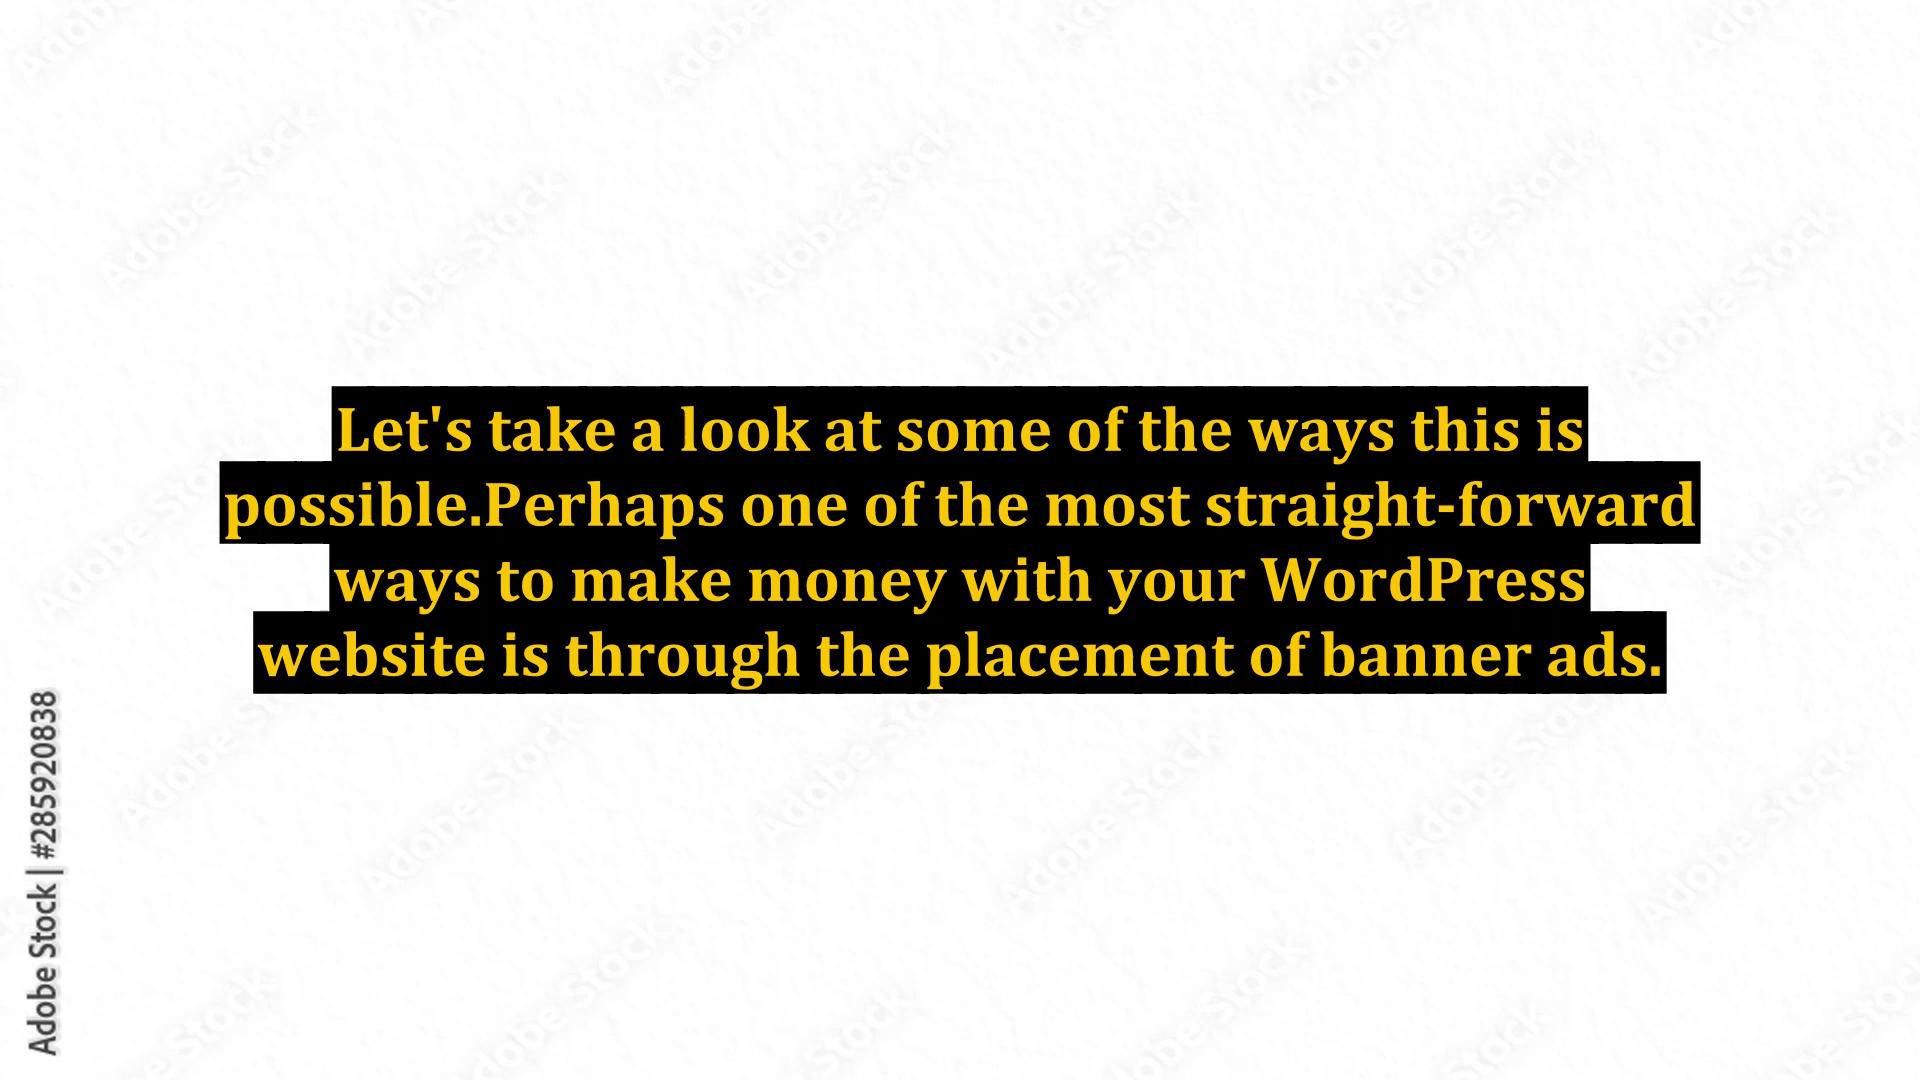 Let's take a look at some of the ways this is
possible.Perhaps one of the most straight-forward
ways to make money with your WordPress
website is through the placement of banner ads.
Adobe Stock | #285920838